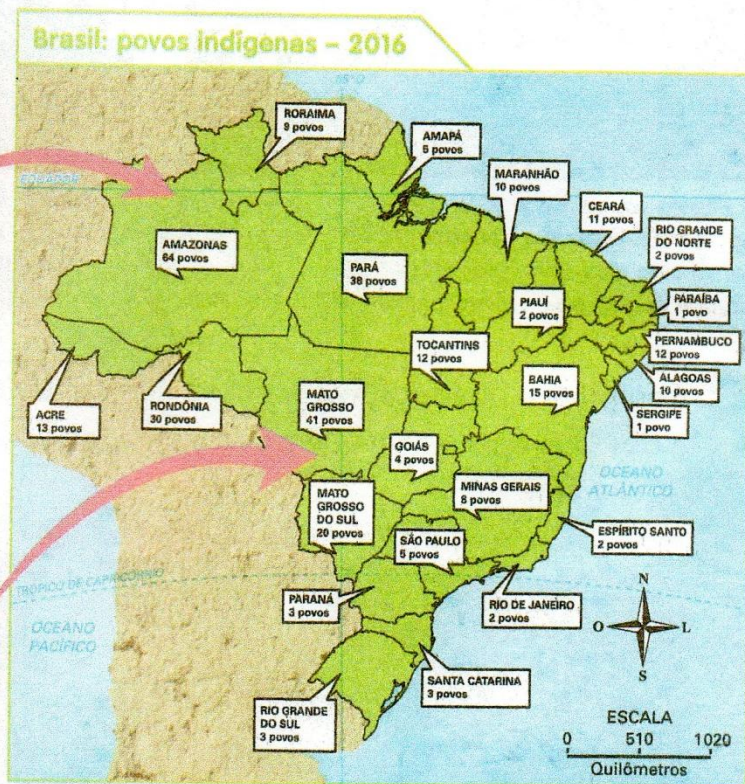 Brasil: povos indígenas – 2016
RORAIMA
9 povos
AMAPÁ
5 povos
MARANHÃO
10 povos
CEARÁ
11 povos
RIO GRANDE
DO NORTE
2 povos
EQUADOR
AMAZONAS
64 povos
PARÁ
38 povos
PIAUÍ
2 povos
PARAÍBA
1 povo
PERNAMBUCO
12 povos
TOCANTINS
12 povos
BAHIA
15 povos
ALAGOAS
10 povos
SERGIPE
1 povo
ACRE
13 povos
RONDÔNIA
30 povos
MATO
GROSSO
41 povos
GOIÁS
4 povos
MINAS GERAIS
8 povos
OCEANO
ATLÂNTICO
MATO
GROSSO
DO SUL
20 povos
SÃO PAULO
5 povos
ESPÍRITO SANTO
2 povos
TRÓPICO DE CAPRICÓRNIO
PARANÁ
3 povos
RIO DE JANEIRO
2 povos
OCEANO
PACÍFICO
N
O
L
S
SANTA CATARINA
3 povos
RIO GRANDE
DO SUL
3 povos
ESCALA
0 510 1020
Quilômetros